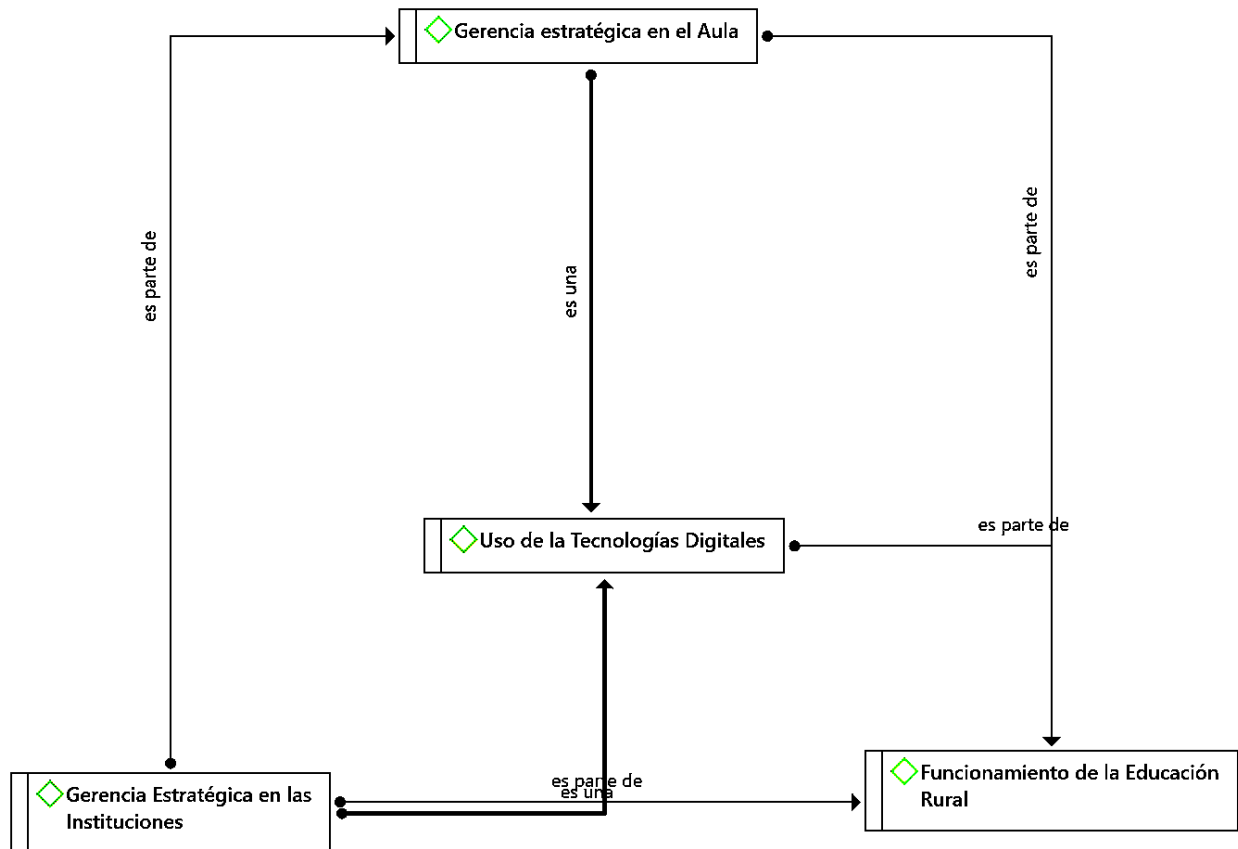 Gerencia estratégica en el Aula
es parte de
es una
es parte de
Uso de la Tecnologías Digitales
es parte de
es parte de
es una
Gerencia Estratégica en las
Instituciones
Funcionamiento de la Educación
Rural